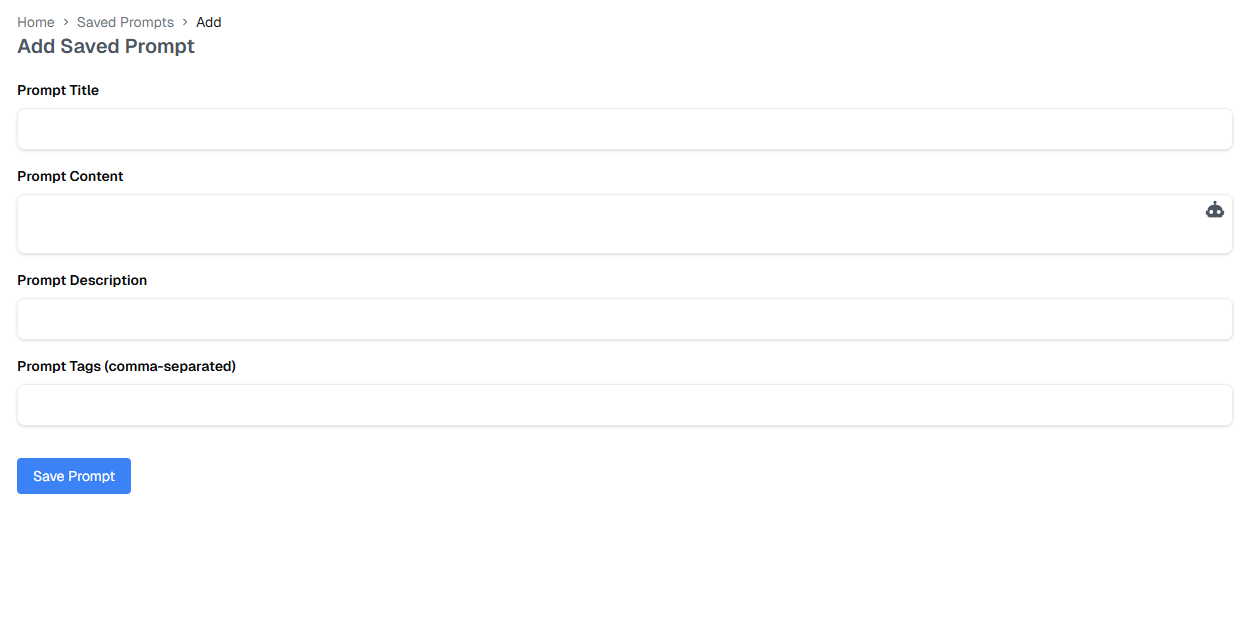 Home > Saved Prompts > Add
Add Saved Prompt
Prompt Title
Prompt Content
Prompt Description
Prompt Tags (comma-separated)
Save Prompt